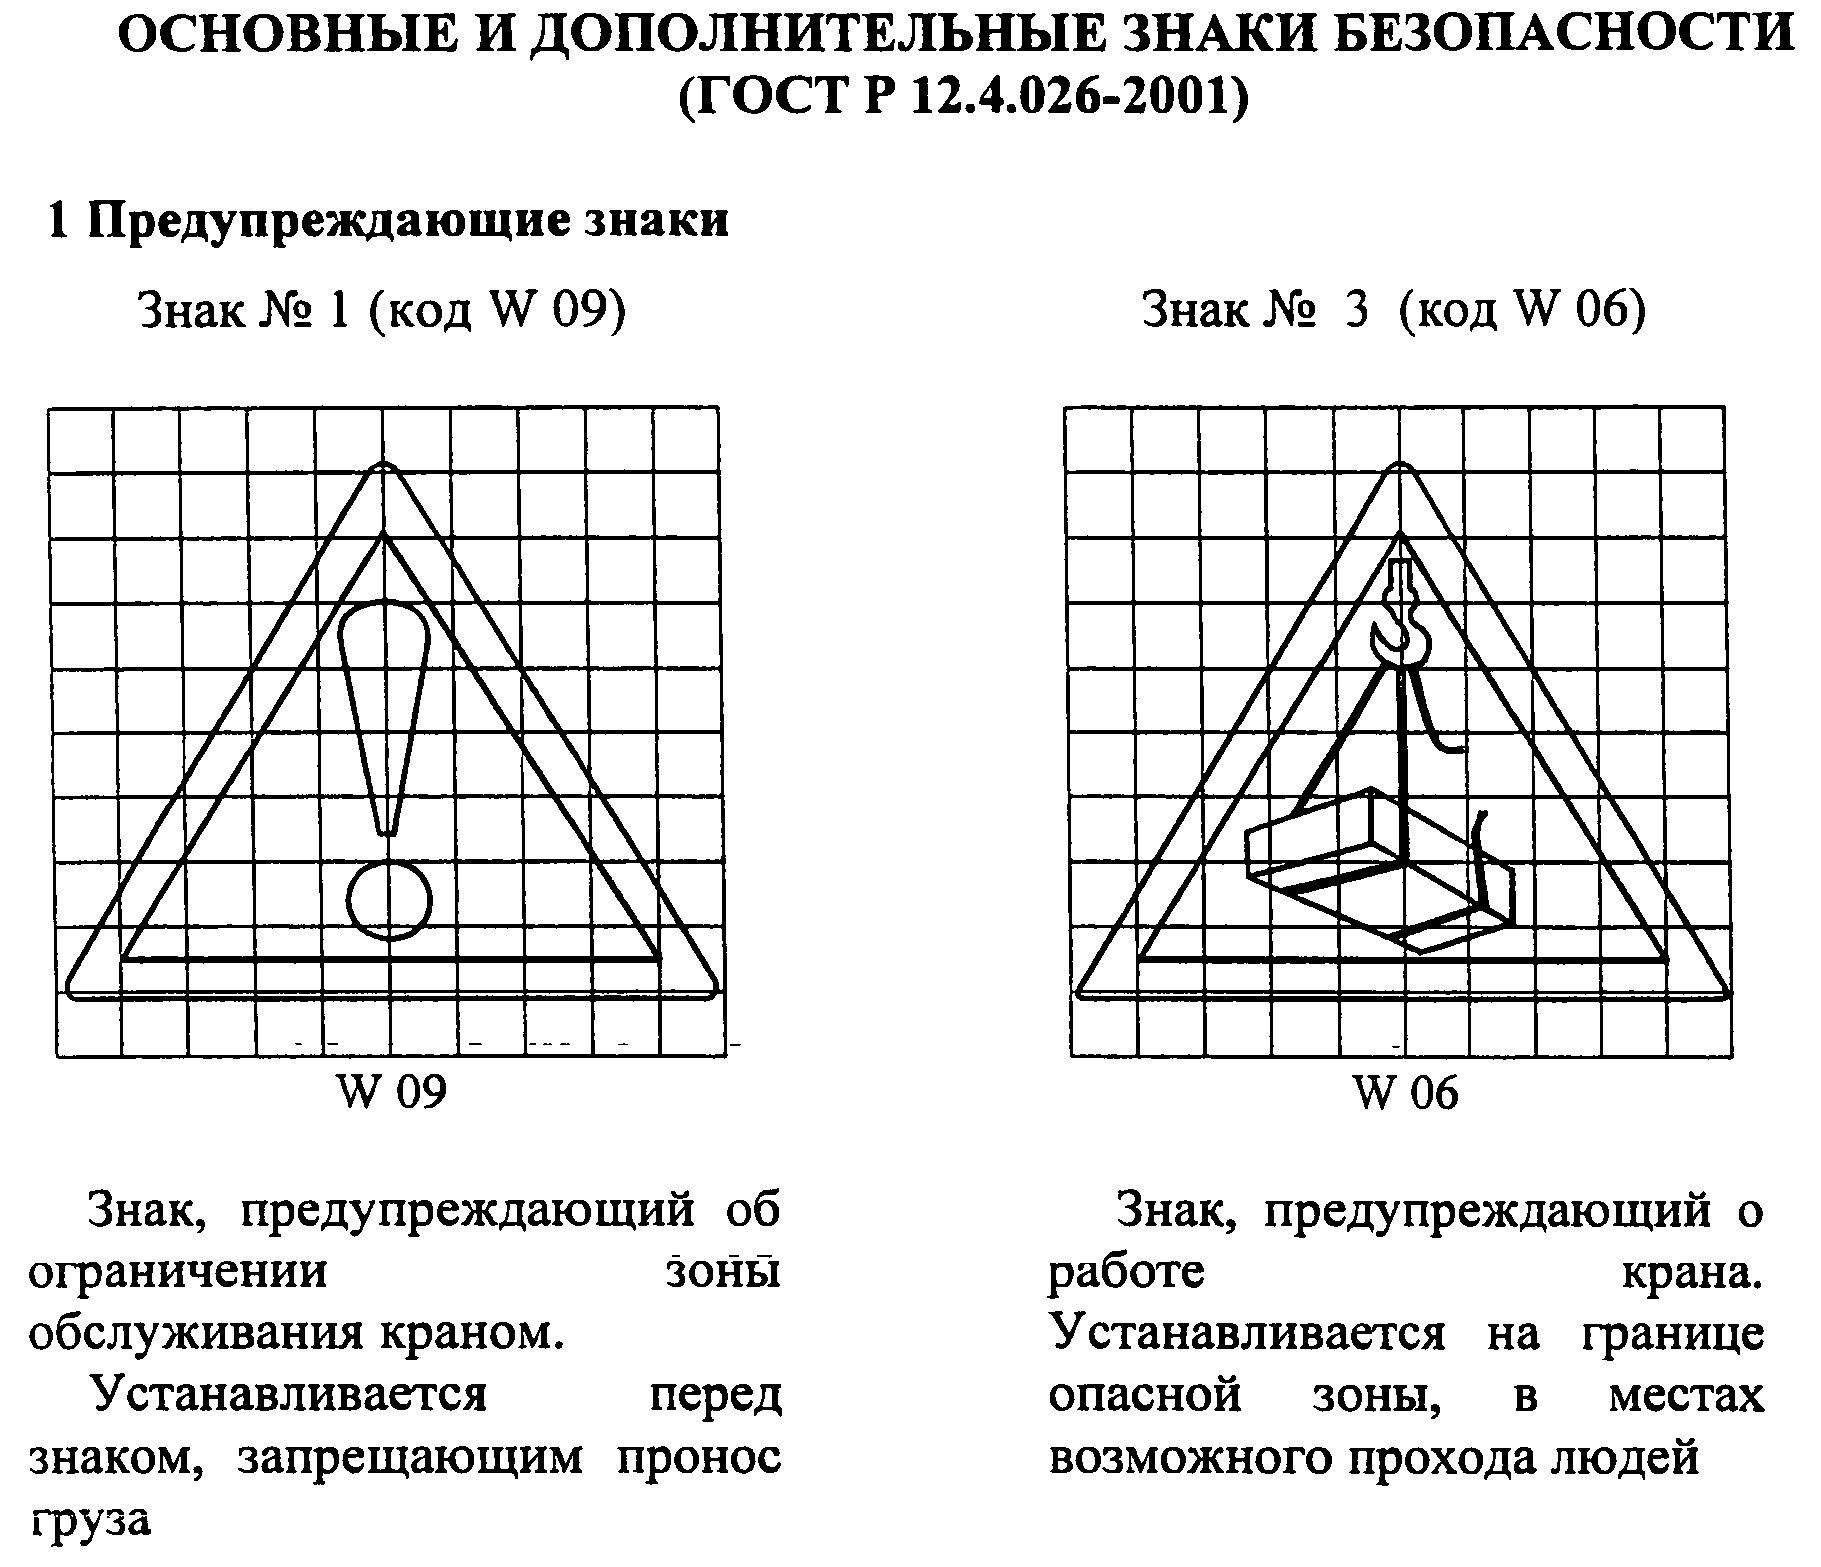 ОСНОВНЫЕ И ДОПОЛНИТЕЛЬНЫЕ ЗНАКИ БЕЗОПАСНОСТИ
(ГОСТ Р 12.4.026-2001)
1 Предупреждающие знаки
Знак № 1 (код W 09)
W 09
Знак, предупреждающий об
ограничении зоны
обслуживания краном.
Устанавливается перед
знаком, запрещающим пронос
груза
Знак № 3 (код W 06)
W 06
Знак, предупреждающий о
работе крана.
Устанавливается на границе
опасной зоны, в местах
возможного прохода людей